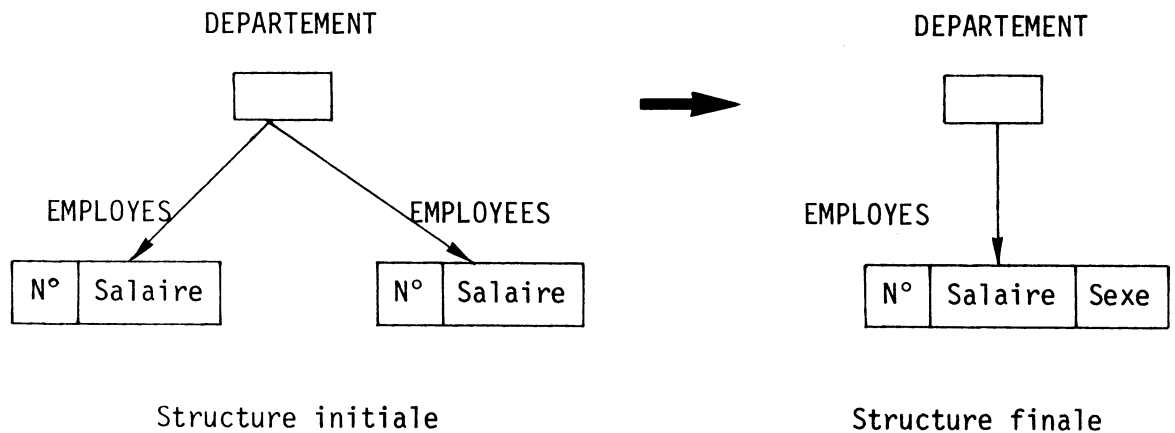 DEPARTEMENT
EMPLOYES
EMPLOYEES
N° Salaire
N° Salaire
Structure initiale
DEPARTEMENT
EMPLOYES
N° Salaire Sexe
Structure finale